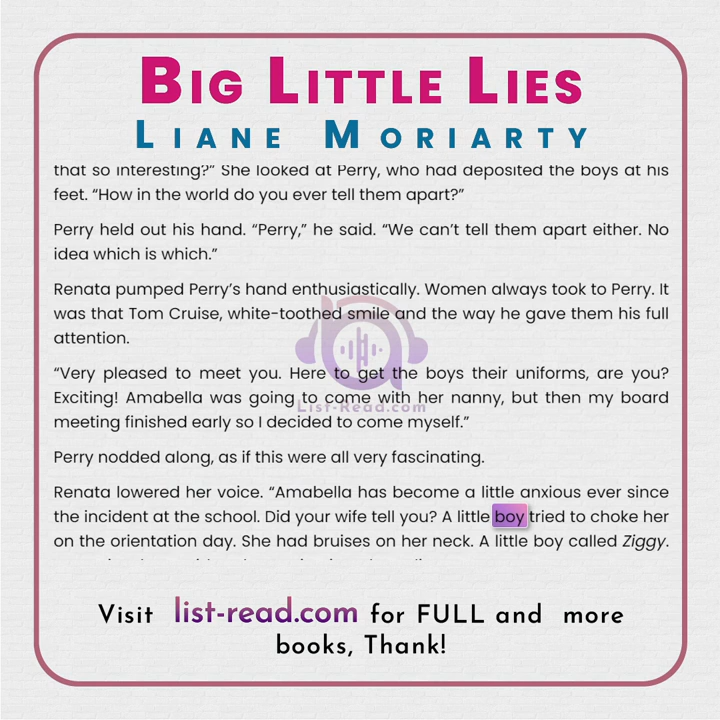 BIG LITTLE LIES
LIANE MORIARTY
that so interesting?” She looked at Perry, who had deposited the boys at his
feet. “How in the world do you ever tell them apart?”
Perry held out his hand. “Perry,” he said. “We can’t tell them apart either. No
idea which is which.”
Renata pumped Perry’s hand enthusiastically. Women always took to Perry. It
was that Tom Cruise, white-toothed smile and the way he gave them his full
attention.
“Very pleased to meet you. Here to get the boys their uniforms, are you?
Exciting! Amabella was going to come with her nanny, but then my board
List-Read.com
meeting finished early so I decided to come myself.”
Perry nodded along, as if this were all very fascinating.
Renata lowered her voice. “Amabella has become a little anxious ever since
the incident at the school. Did your wife tell you? A little boy tried to choke her
on the orientation day. She had bruises on her neck. A little boy called Ziggy.
Visit list-read.com for FULL and more
books, Thank!